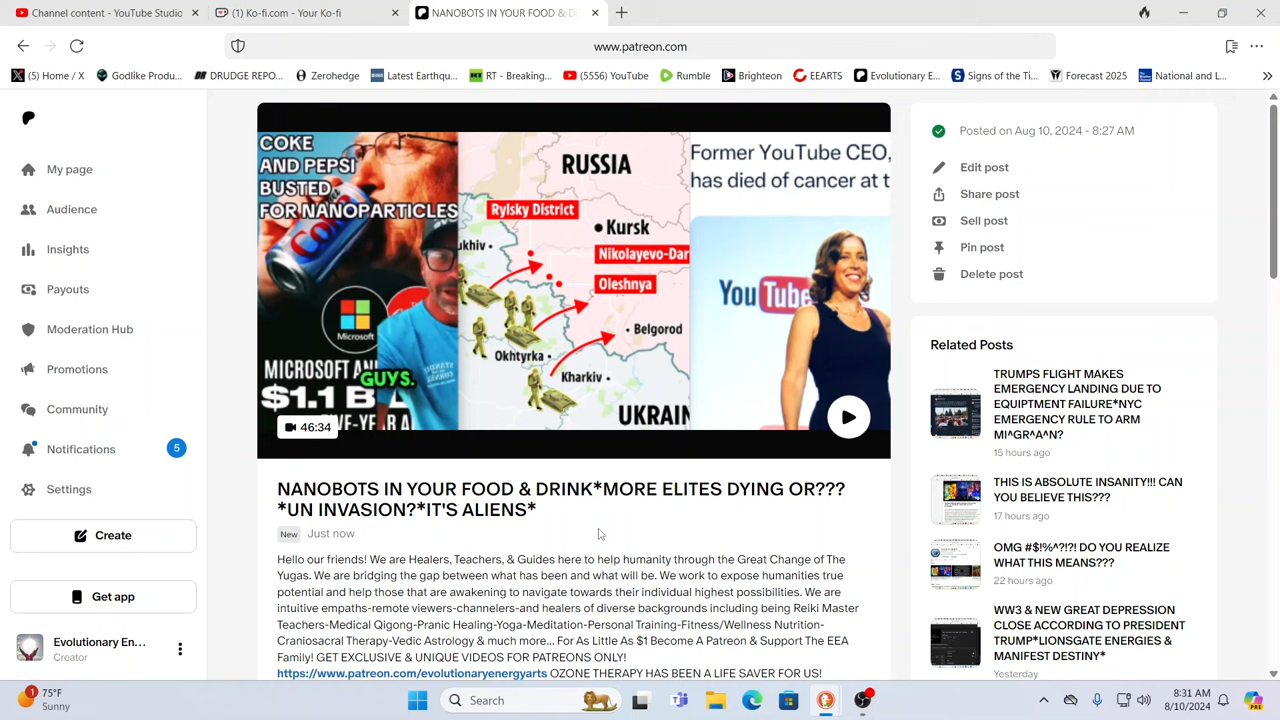 Channel content - YouTube Studio
(1) Ko-fi.com - Your Ko-fi
NANOBOTS IN YOUR FOOD & D
www.patreon.com
(5) Home / X
Godlike Produ...
DRUDGE REPO...
Zerohedge
Latest Earthqu...
RT - Breaking...
(5556) YouTube
Rumble
Brighteon
EEARTS
Evolutionary E...
Signs of the Ti...
Forecast 2025
National and L...
My page
Audience
Insights
Payouts
Moderation Hub
Promotions
Community
Notifications
5
Settings
Create
Get app
Evolutionary En...
Creator
COKE
AND PEPSI
BUSTED
FOR NANOPARTICLES
Microsoft
MICROSOFT AN
$1.1 B
GUYS.
VE-YEAR
46:34
RUSSIA
Rylsky District
Kursk
Nikolayevo-Dar
Oleshnya
Belgorod
Okhtyrka
Kharkiv
UKRAIN
Former YouTube CEO,
has died of cancer at t
YouTube
NANOBOTS IN YOUR FOOD & DRINK*MORE ELITES DYING OR???
*UN INVASION?*IT'S ALIENS*
New
Just now
Hello our friends! We are Healers, Teachers, & Guides here to help humanity through the Great Change of The
Yugas. We are bridging the gap between what has been and what will be. We work to expose humanities true
potential and help those that are awakening to navigate towards their individual highest possibilities. We are
intuitive empaths-remote viewers-channelers-and healers of diverse backgrounds including being Reiki Master
Teachers-Medical Qigong-Pranic Healing-Yoga-Meditation-Personal Training-Fitness/Wellness Nutrition-
Craniosacral Therapy-Vedic Astrology & much more... For As Little As $1 Become A Patreon & Support The EEA
Family! Join EXCLUSIVE & UNIQUE VIDEOS FOR PATREONS ONLY!
https://www.patreon.com/evolutionaryenergyarts OZONE THERAPY HAS BEEN A LIFE SAVER FOR US!
Posted on Aug 10, 2024 - 8:27 AM
Edit post
Share post
Sell post
Pin post
Delete post
Related Posts
TRUMPS FLIGHT MAKES
EMERGENCY LANDING DUE TO
EQUIPTMENT FAILURE*NYC
EMERGENCY RULE TO ARM
MI^GR^A^N?
15 hours ago
THIS IS ABSOLUTE INSANITY!!! CAN
YOU BELIEVE THIS???
17 hours ago
OMG #$!%^?!?! DO YOU REALIZE
WHAT THIS MEANS???
22 hours ago
WW3 & NEW GREAT DEPRESSION
CLOSE ACCORDING TO PRESIDENT
TRUMP*CONSGATE ENERGIES &
MANIFEST DESTINY
Yesterday
1
75°F
Sunny
Search
8:31 AM
8/10/2024